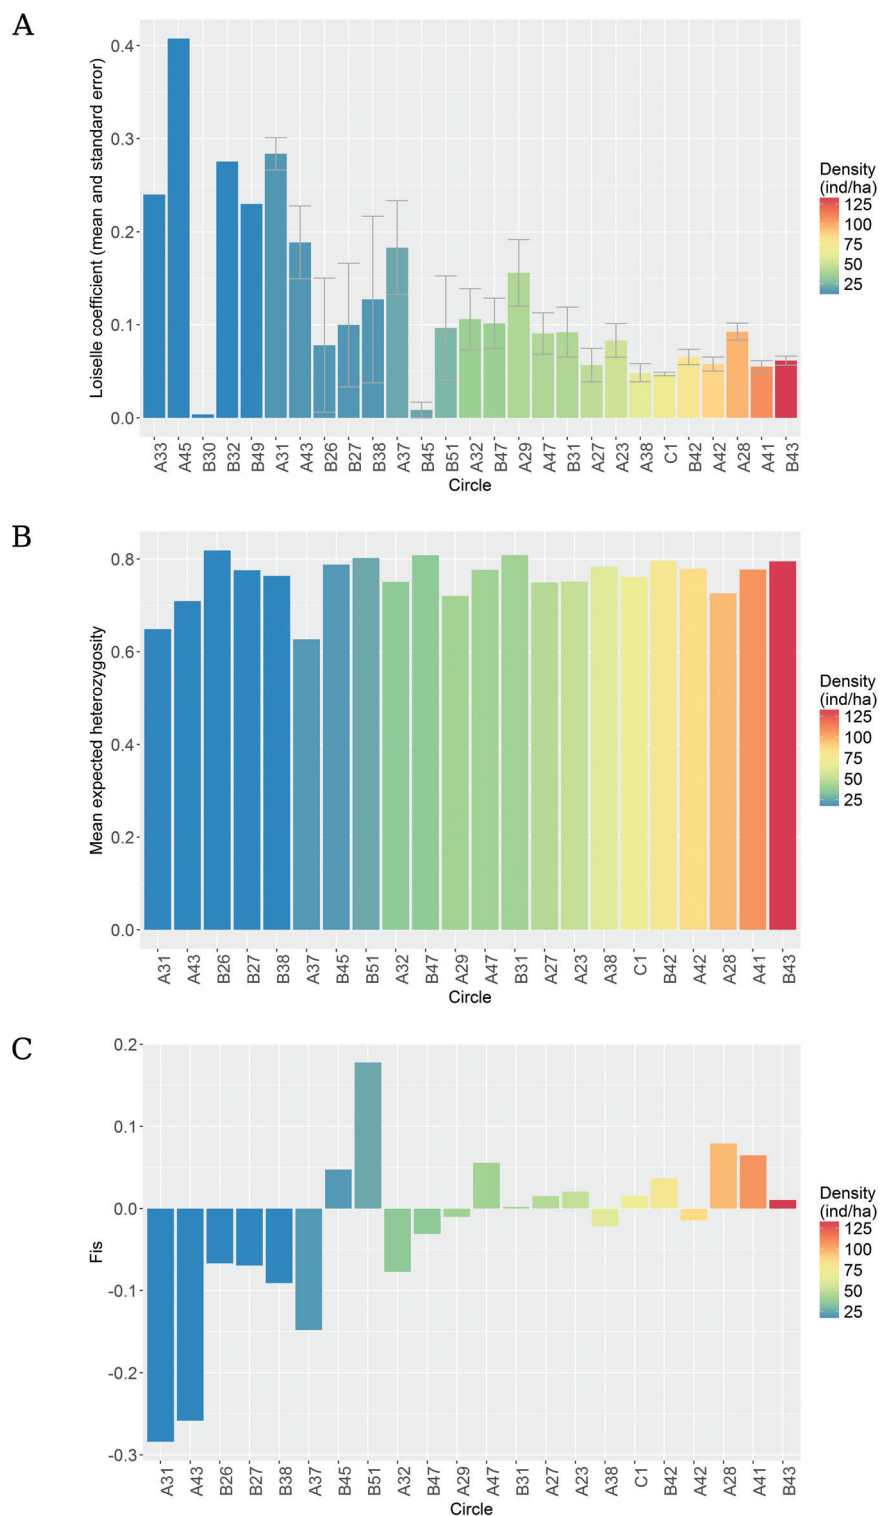 A
Loiselle coefficient (mean and standard error)
0.4
0.3
0.2
0.1
0.0
A33 A45 B30 B32 B49 A31 A43 B26 B27 B38 A37 B45 B51 A32 B47 A29 A47 B31 A27 A23 A38 C1 B42 A42 A28 A41 B43
Circle
Density
(ind/ha)
125
100
75
50
25
B
Mean expected heterozygosity
0.8
0.6
0.4
0.2
0.0
A31 A43 B26 B27 B38 A37 B45 B51 A32 B47 A29 A47 B31 A27 A23 A38 C1 B42 A42 A28 A41 B43
Circle
Density
(ind/ha)
125
100
75
50
25
C
Fis
0.2
0.1
0.0
-0.1
-0.2
-0.3
A31 A43 B26 B27 B38 A37 B45 B51 A32 B47 A29 A47 B31 A27 A23 A38 C1 B42 A42 A28 A41 B43
Circle
Density
(ind/ha)
125
100
75
50
25